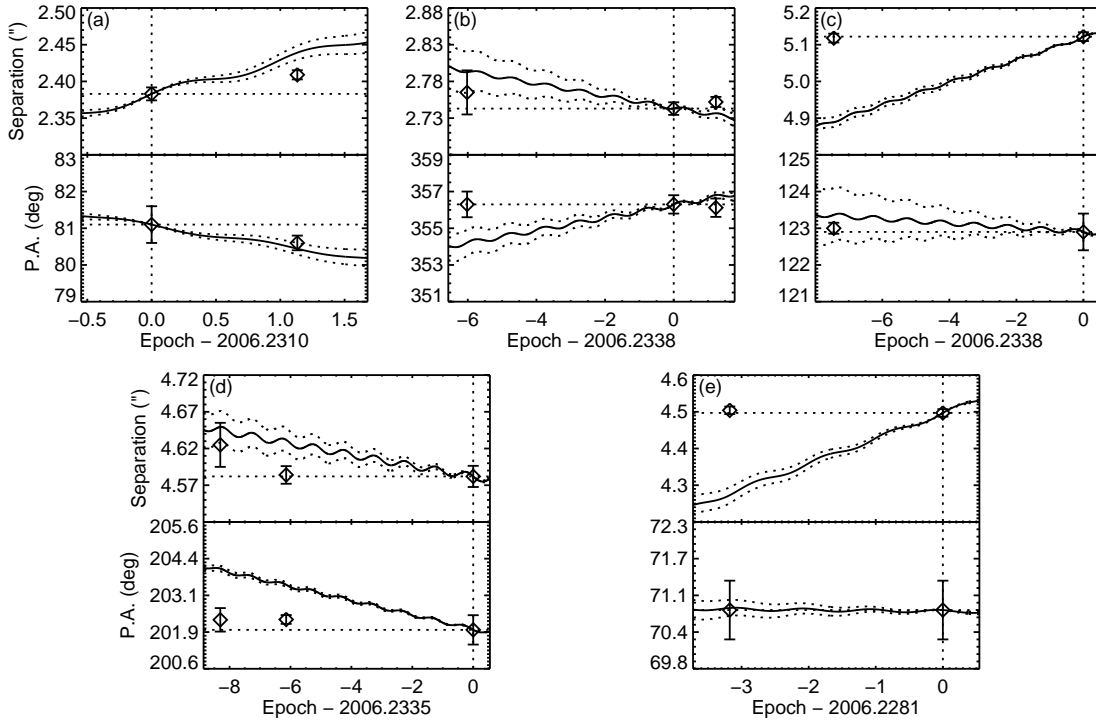 (a)
2.50
2.45
2.40
2.35
Separation (")
83
82
81
80
79
P.A. (deg)
−0.5 0.0 0.5 1.0 1.5
Epoch − 2006.2310
(b)
2.88
2.83
2.78
2.73
Separation (")
359
357
355
353
351
P.A. (deg)
−6 −4 −2 0
Epoch − 2006.2338
(c)
5.2
5.1
5.0
4.9
Separation (")
125
124
123
122
121
P.A. (deg)
−6 −4 −2 0
Epoch − 2006.2338
(d)
4.72
4.67
4.62
4.57
Separation (")
205.6
204.4
203.1
201.9
200.6
P.A. (deg)
−8 −6 −4 −2 0
Epoch − 2006.2335
(e)
4.6
4.5
4.3
Separation (")
72.3
71.7
71.1
70.4
69.8
P.A. (deg)
−3 −2 −1 0
Epoch − 2006.2281